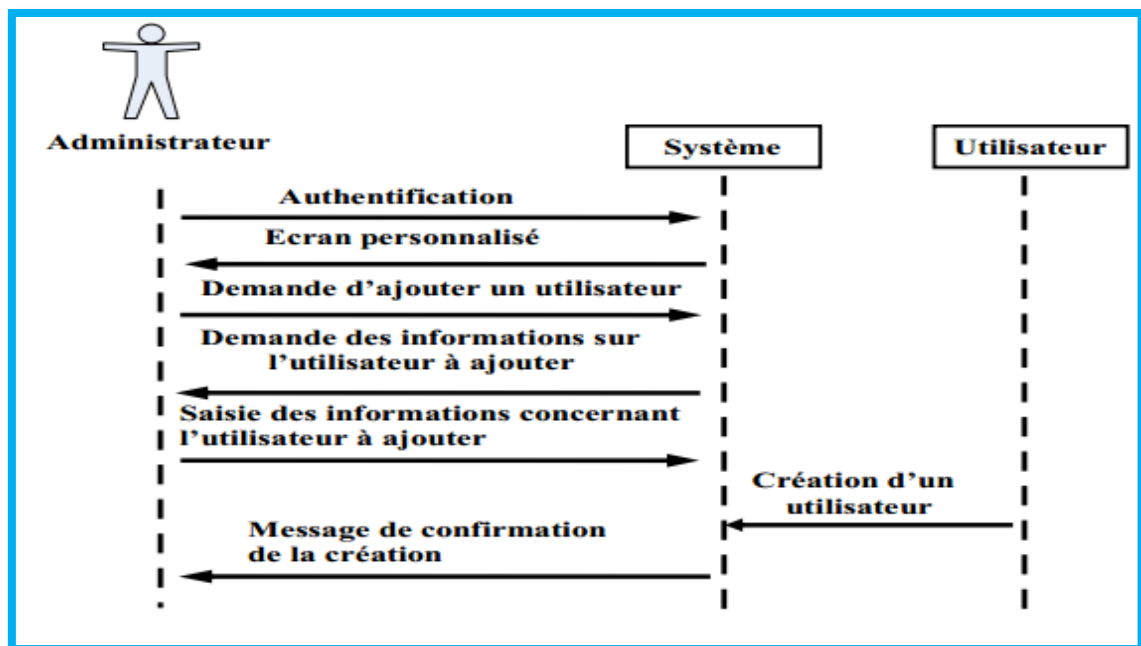 Administrateur
Système
Utilisateur
Authentification
Ecran personnalisé
Demande d’ajouter un utilisateur
Demande des informations sur
l’utilisateur à ajouter
Saisie des informations concernant
l’utilisateur à ajouter
Création d’un
utilisateur
Message de confirmation
de la création